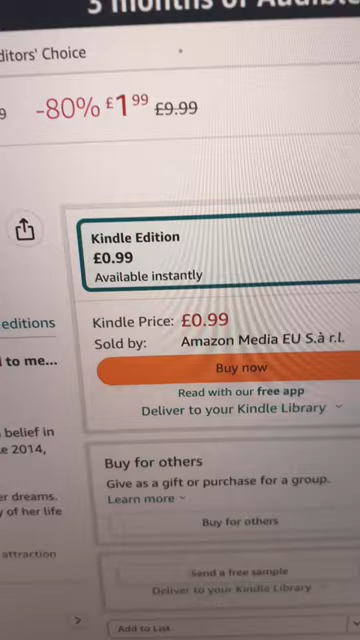 3 months of Audible
ditors' Choice
9 -80% £1.99 £9.99
Kindle Edition
£0.99
Available instantly
editions
Kindle Price: £0.99
Sold by: Amazon Media EU S.à r.l.
l to me...
Buy now
Read with our free app
Deliver to your Kindle Library
belief in
e 2014,
Buy for others
Give as a gift or purchase for a group.
Learn more
er dreams.
y of her life
Buy for others
attraction
Send a free sample
Deliver to your Kindle Library
Add to List